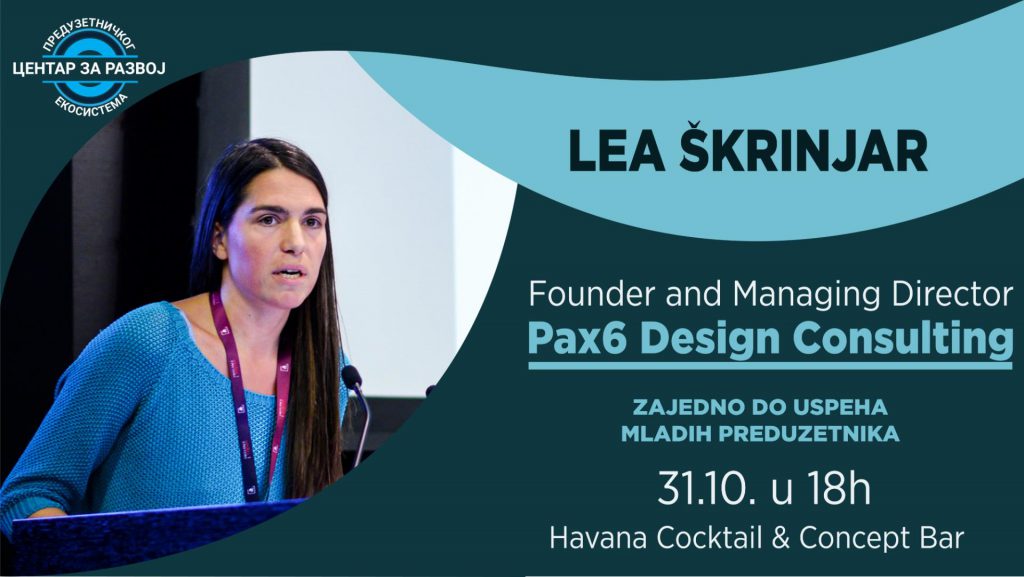 ПРЕДУЗЕТНИЧКОГ
ЦЕНТАР ЗА РАЗВОЈ
ЕКОСИСТЕМА
LEA ŠKRINJAR
Founder and Managing Director
Pax6 Design Consulting
ZAJEDNO DO USPEHA
MLADIH PREDUZETNIKA
31.10. u 18h
Havana Cocktail & Concept Bar